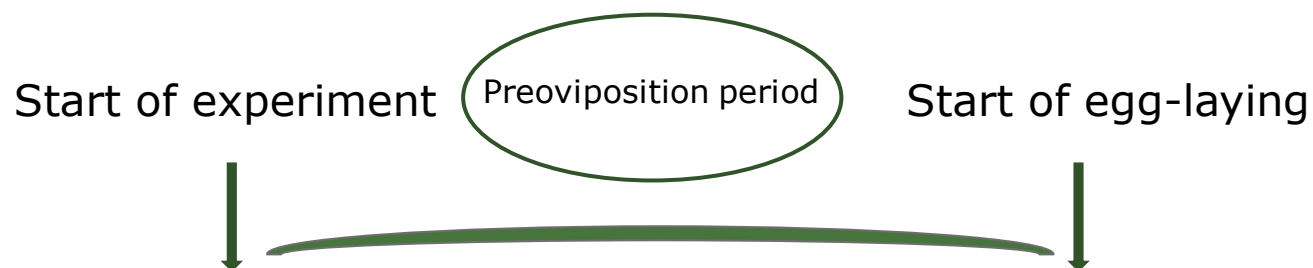 Start of experiment
Preoviposition period
Start of egg-laying